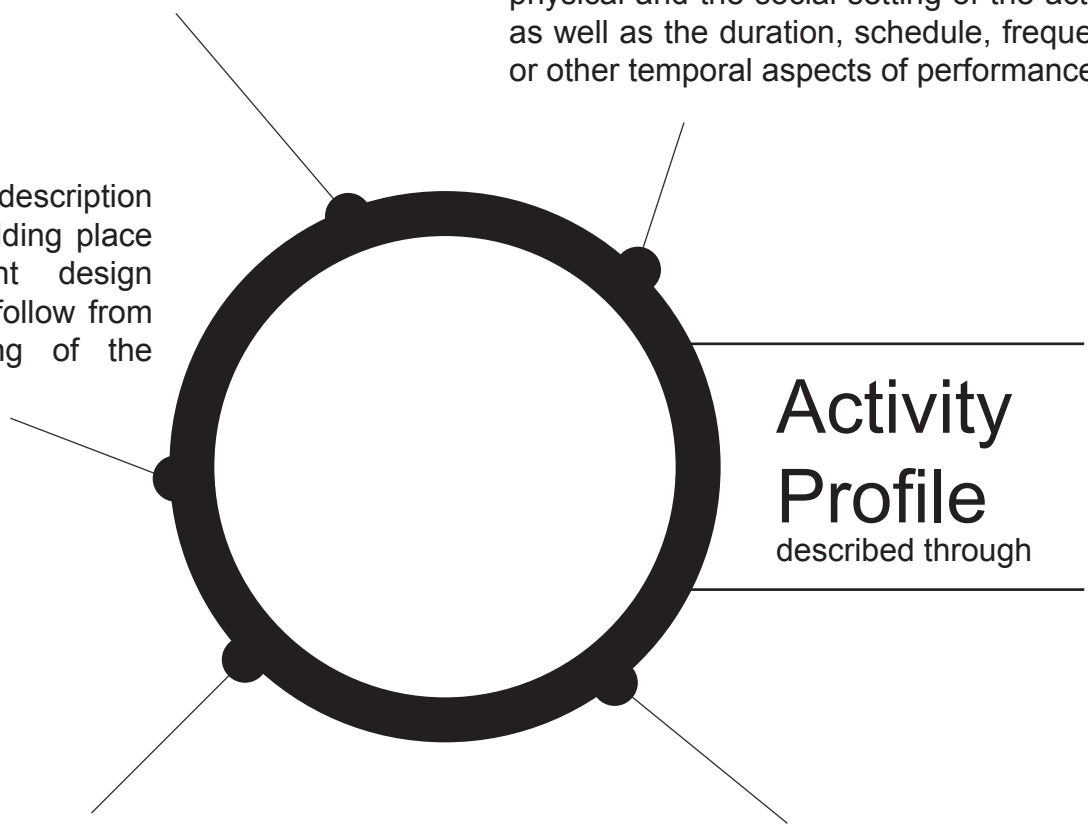 physical and the social setting of the act
as well as the duration, schedule, freque
or other temporal aspects of performance
description
lding place
nt design
follow from
ng of the
Activity
Profile
described through